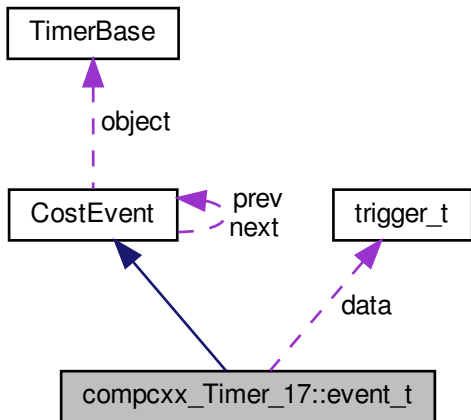 TimerBase
object
CostEvent
prev
next
trigger_t
data
compcxx_Timer_17::event_t